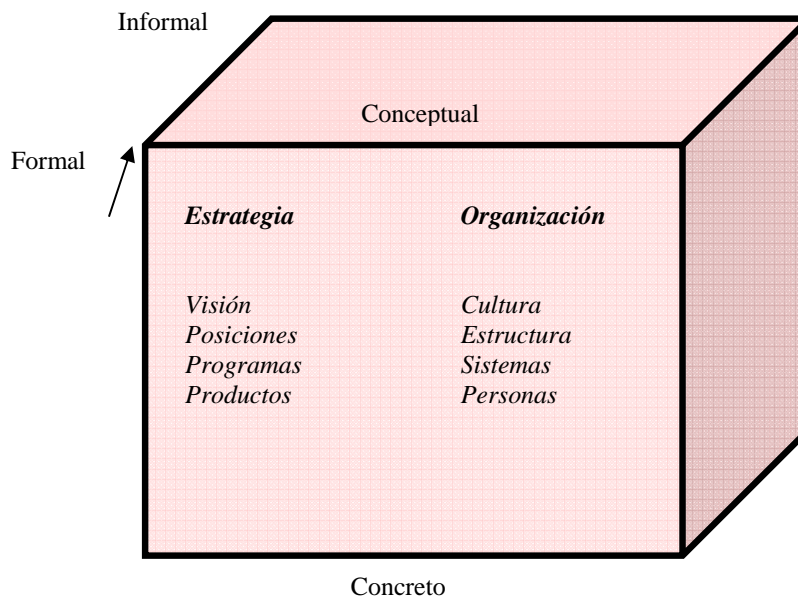 Informal
Conceptual
Formal
Estrategia Organización
Visión Cultura
Posiciones Estructura
Programas Sistemas
Productos Personas
Concreto